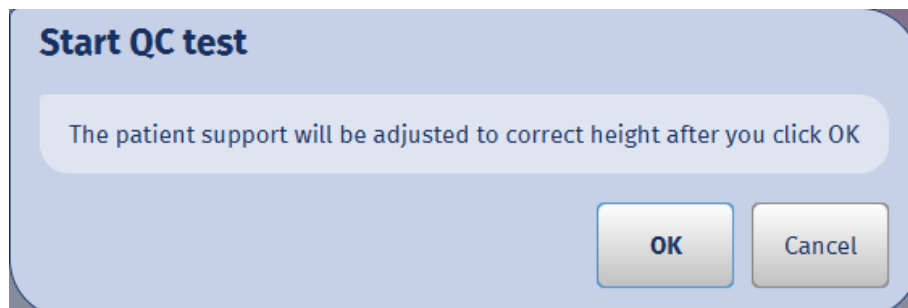 Start QC test
The patient support will be adjusted to correct height after you click OK
OK
Cancel